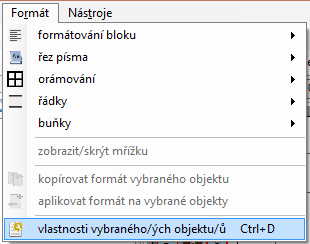 Formát Nástroje
formátování bloku
řez písma
orámování
řádky
buňky
zobrazit/skrýt mřížku
kopírovat formát vybraného objektu
aplikovat formát na vybrané objekty
vlastnosti vybraného/ých objektu/ů Ctrl+D